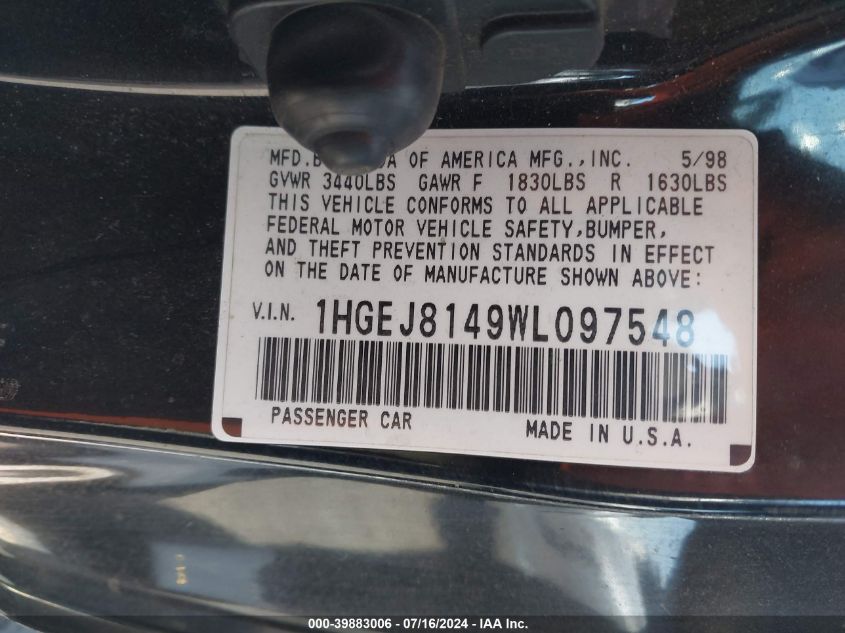 MFD.B DA OF AMERICA MFG.,INC. 5/98
GVWR 3440LBS GAWR F 1830LBS R 1630LBS
THIS VEHICLE CONFORMS TO ALL APPLICABLE
FEDERAL MOTOR VEHICLE SAFETY,BUMPER,
AND THEFT PREVENTION STANDARDS IN EFFECT
ON THE DATE OF MANUFACTURE SHOWN ABOVE:
V.I.N. 1HGEJ8149WL097548
PASSENGER CAR MADE IN U.S.A.
000-39883006 - 07/16/2024 - IAA Inc.